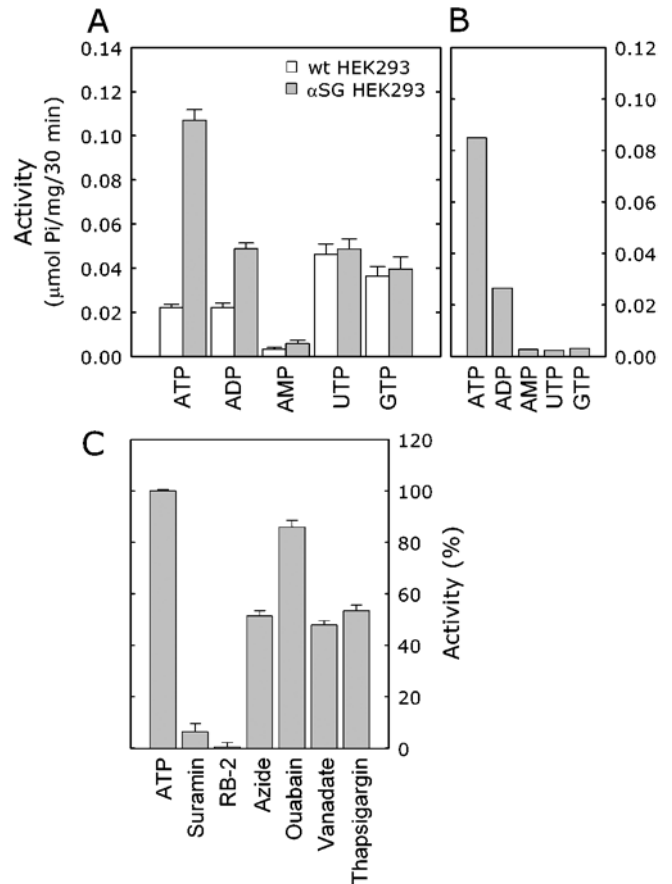 A
B
0.14
0.12
0.10
0.08
0.06
0.04
0.02
0.00
Activity
(μmol Pi/mg/30 min)
wt HEK293
αSG HEK293
ATP
ADP
AMP
UTP
GTP
0.12
0.10
0.08
0.06
0.04
0.02
0.00
ATP
ADP
AMP
UTP
GTP
C
120
100
80
60
40
20
0
Activity (%)
ATP
Suramin
RB-2
Azide
Ouabain
Vanadate
Thapsigargin